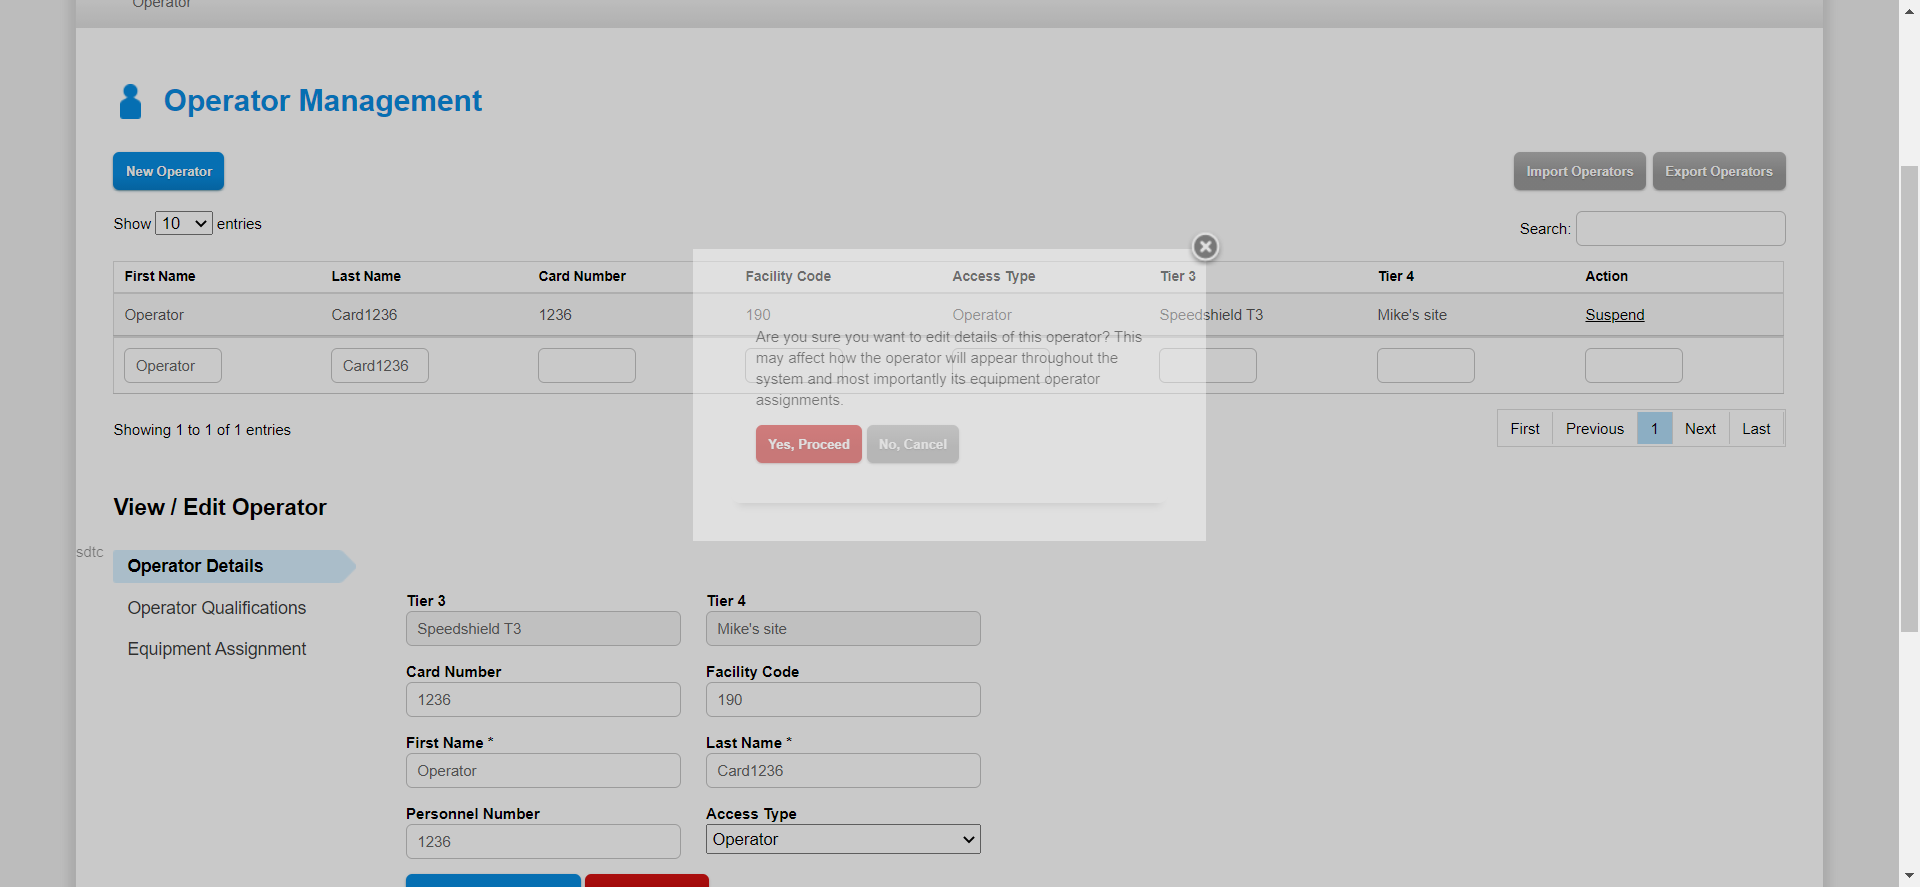 Operator
Operator Management
New Operator
Import Operators Export Operators
Show 10 entries
Search:
First Name Last Name Card Number Facility Code Access Type Tier 3 Tier 4 Action
Operator Card1236 1236 190 Operator Speedshield T3 Mike's site Suspend
Operator Card1236
Are you sure you want to edit details of this operator? This
may affect how the operator will appear throughout the
system and most importantly its equipment operator
assignments.
Yes, Proceed No, Cancel
Showing 1 to 1 of 1 entries
First Previous 1 Next Last
View / Edit Operator
sdtc
Operator Details
Operator Qualifications
Equipment Assignment
Tier 3 Tier 4
Speedshield T3 Mike's site
Card Number Facility Code
1236 190
First Name * Last Name *
Operator Card1236
Personnel Number Access Type
1236 Operator